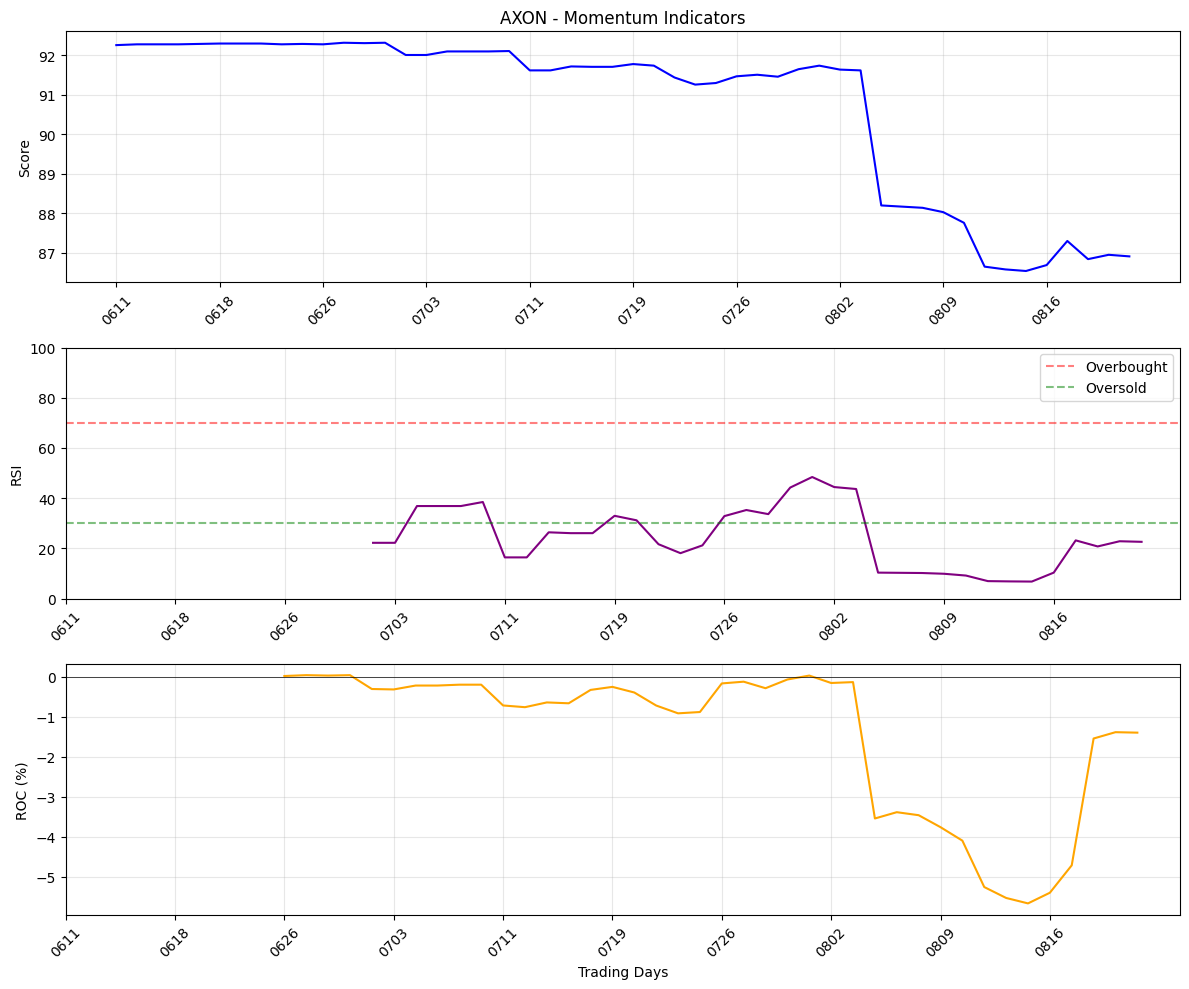 AXON - Momentum Indicators
Score
92
91
90
89
88
87
0611 0618 0626 0703 0711 0719 0726 0802 0809 0816
RSI
100
80
60
40
20
0
Overbought
Oversold
0611 0618 0626 0703 0711 0719 0726 0802 0809 0816
ROC (%)
0
−1
−2
−3
−4
−5
0611 0618 0626 0703 0711 0719 0726 0802 0809 0816
Trading Days